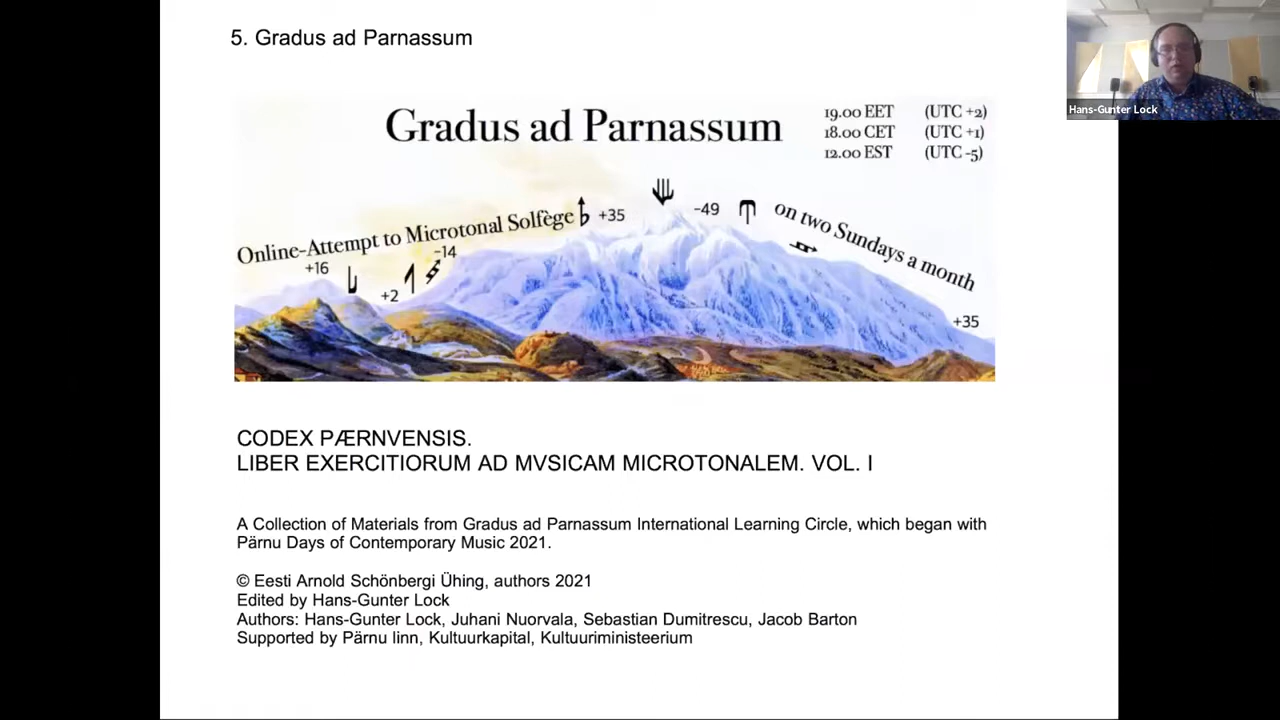 5. Gradus ad Parnassum
Gradus ad Parnassum
19.00 EET (UTC +2)
18.00 CET (UTC +1)
12.00 EST (UTC -5)
Online-Attempt to Microtonal Solfège
+35
-49
on two Sundays a month
+16
+2
-14
+35
CODEX PÆRNVENSIS.
LIBER EXERCITIORUM AD MVSICAM MICROTONALEM. VOL. I
A Collection of Materials from Gradus ad Parnassum International Learning Circle, which began with
Pärnu Days of Contemporary Music 2021.
© Eesti Arnold Schönbergi Ühing, authors 2021
Edited by Hans-Gunter Lock
Authors: Hans-Gunter Lock, Juhani Nuorvala, Sebastian Dumitrescu, Jacob Barton
Supported by Pärnu linn, Kultuurkapital, Kultuuriministeerium
Hans-Gunter Lock